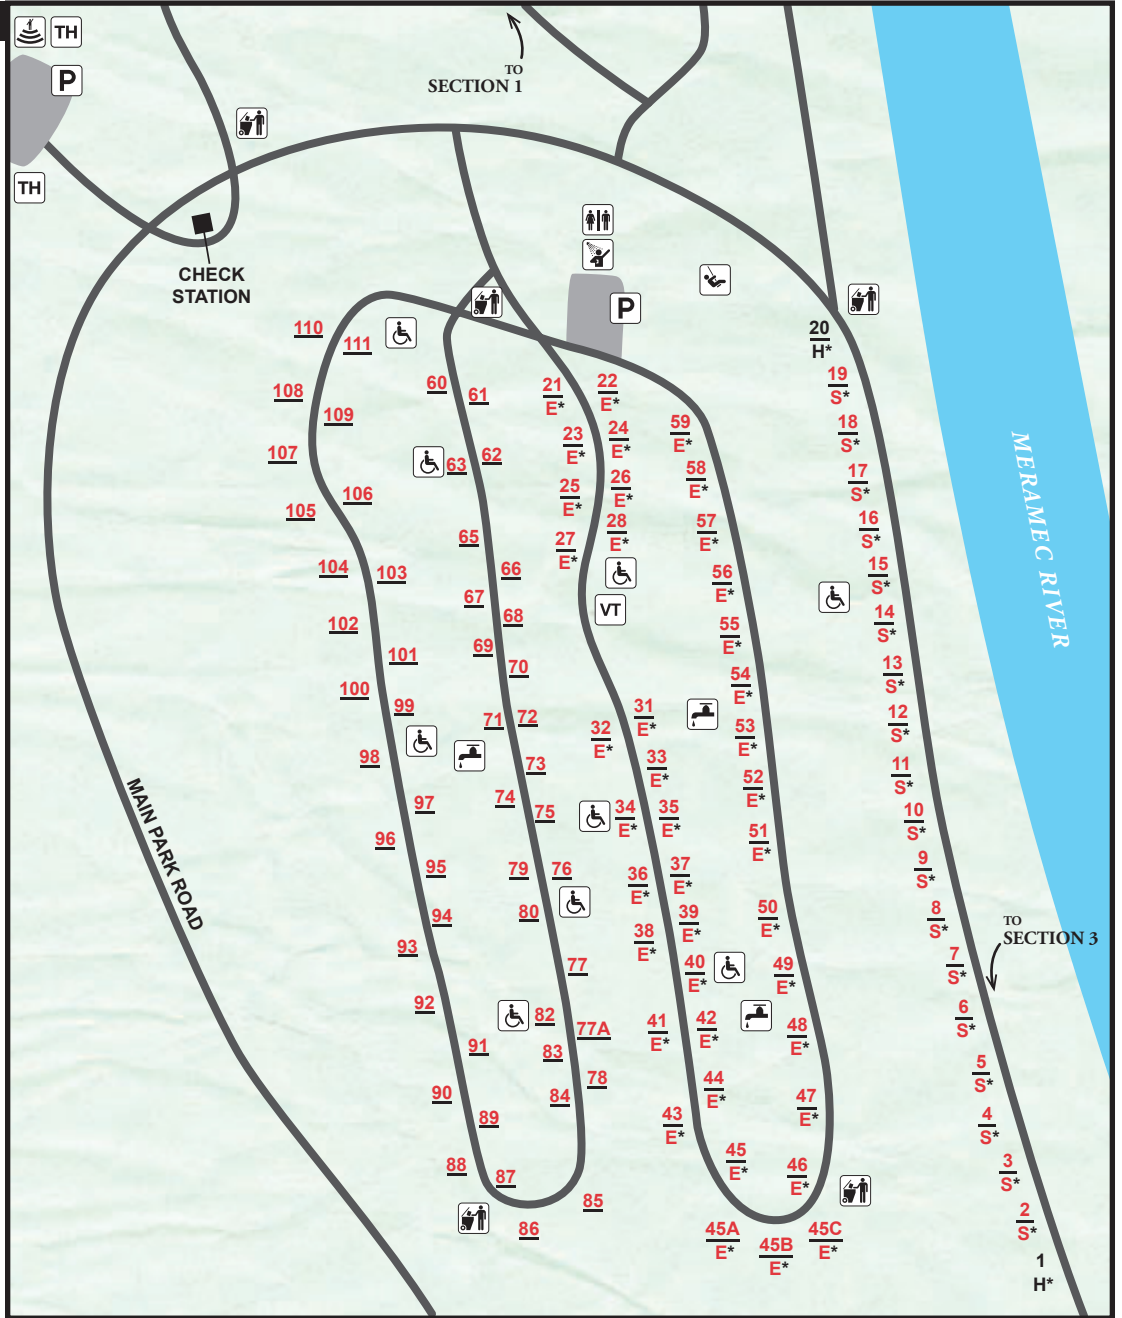 TH
P
TH
TO
SECTION 1
CHECK
STATION
P
MAIN PARK ROAD
MERAMEC RIVER
TO
SECTION 3
VT
110
111
108
109
107
106
105
104
103
102
101
100
99
98
97
96
95
94
93
92
91
90
89
88
87
86
85
60
61
63
62
65
66
67
68
69
70
71
72
73
74
75
79
76
80
77
82
77A
83
78
84
21
E*
22
E*
23
E*
24
E*
25
E*
26
E*
27
E*
28
E*
31
E*
32
E*
33
E*
34
E*
35
E*
36
E*
37
E*
38
E*
39
E*
40
E*
41
E*
42
E*
43
E*
44
E*
45
E*
45A
E*
45B
E*
45C
E*
46
E*
47
E*
48
E*
49
E*
50
E*
51
E*
52
E*
53
E*
54
E*
55
E*
56
E*
57
E*
58
E*
59
E*
20
H*
19
S*
18
S*
17
S*
16
S*
15
S*
14
S*
13
S*
12
S*
11
S*
10
S*
9
S*
8
S*
7
S*
6
S*
5
S*
4
S*
3
S*
2
S*
1
H*